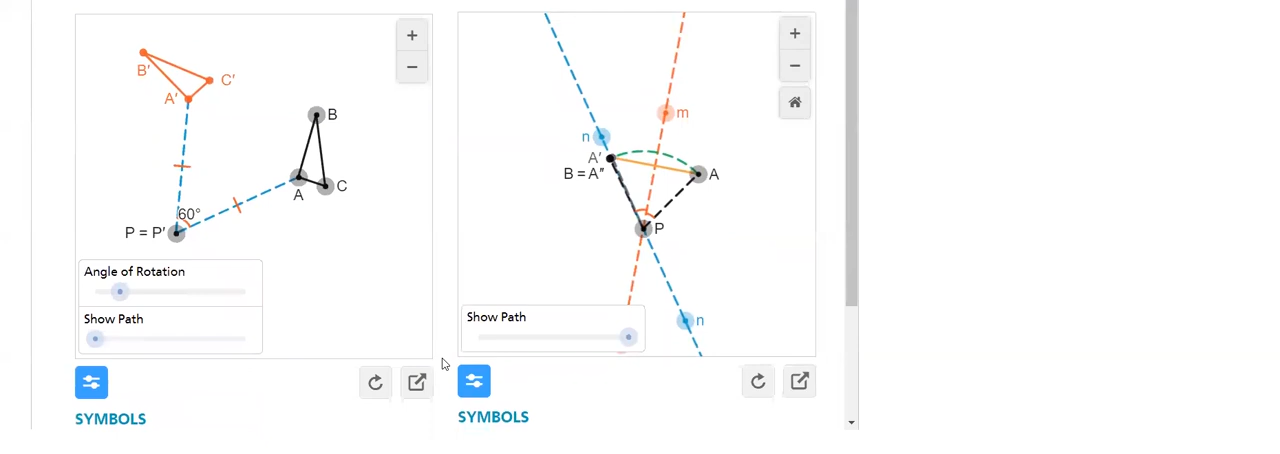 B′
C′
A′
B
A
C
60°
P = P′
Angle of Rotation
Show Path
SYMBOLS
m
n
A′
B = A″
A
P
n
Show Path
SYMBOLS